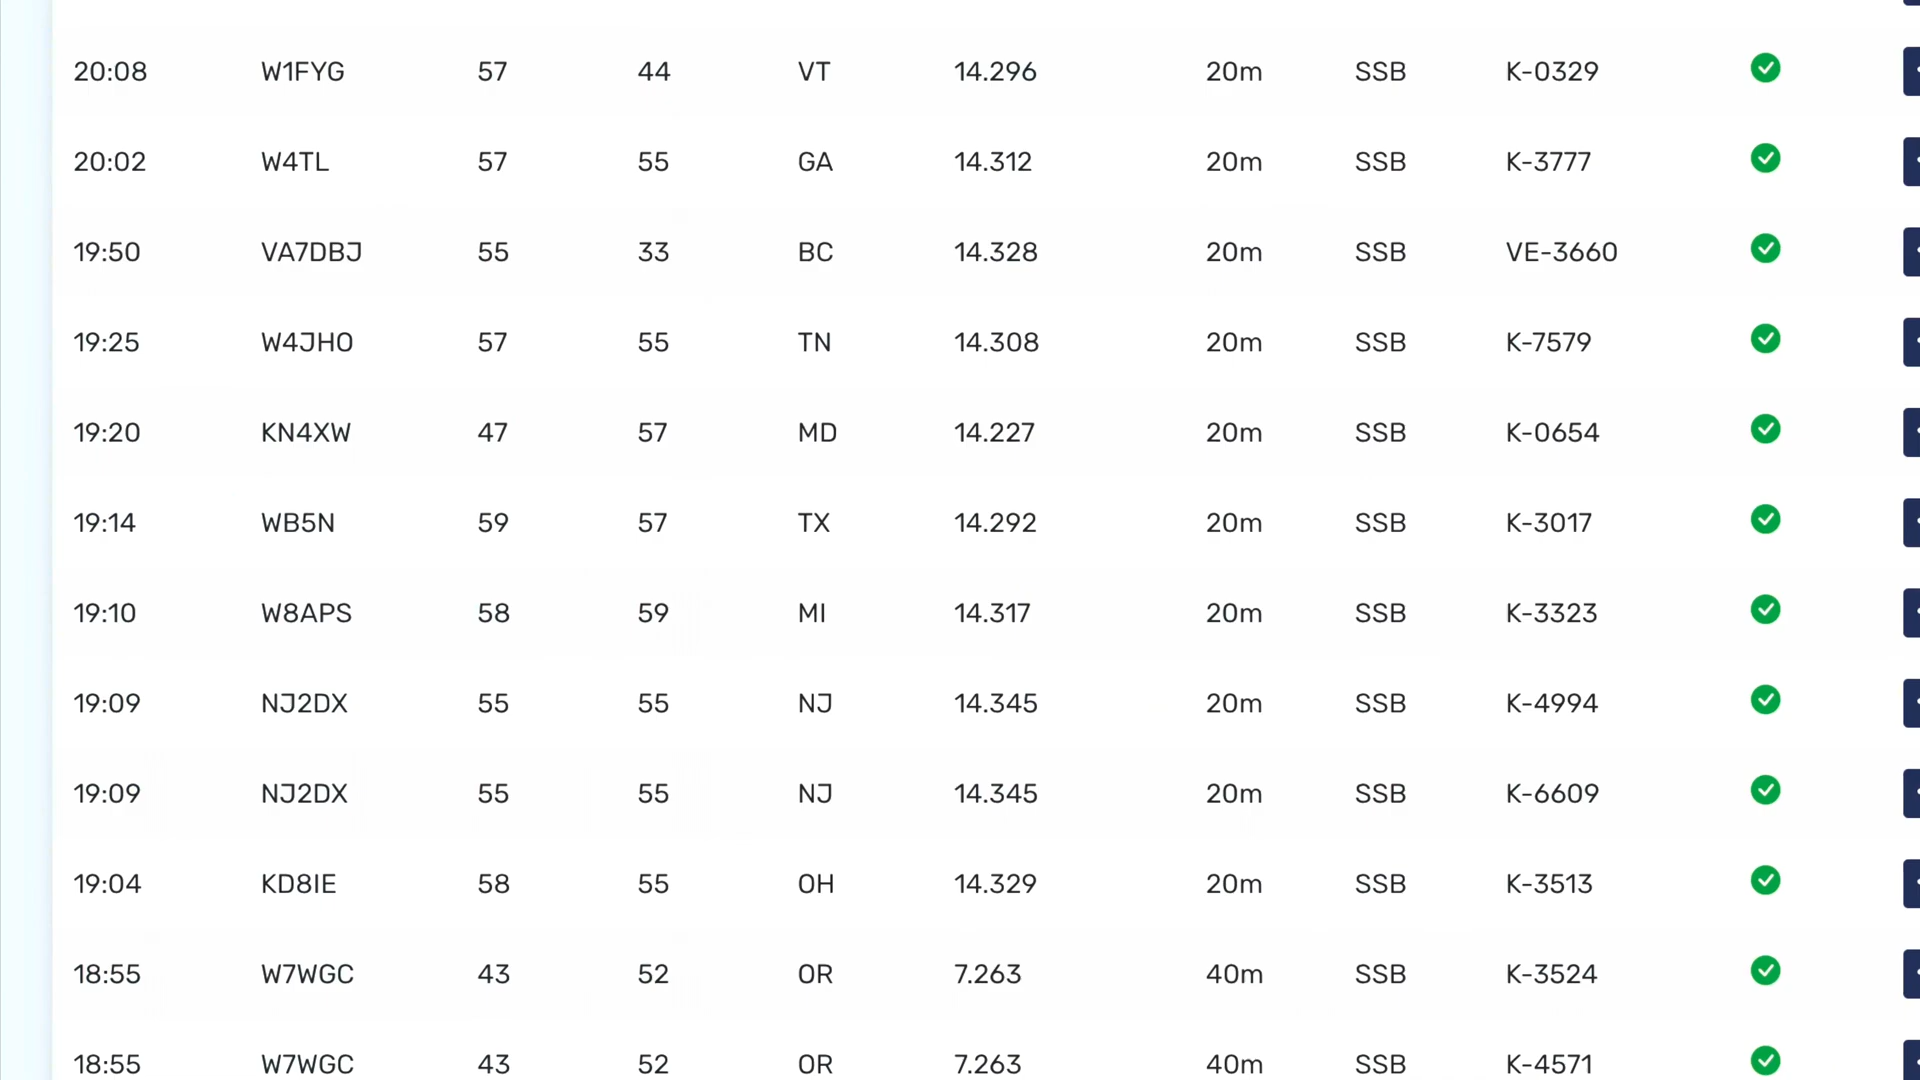 20:08 W1FYG 57 44 VT 14.296 20m SSB K-0329
20:02 W4TL 57 55 GA 14.312 20m SSB K-3777
19:50 VA7DBJ 55 33 BC 14.328 20m SSB VE-3660
19:25 W4JHO 57 55 TN 14.308 20m SSB K-7579
19:20 KN4XW 47 57 MD 14.227 20m SSB K-0654
19:14 WB5N 59 57 TX 14.292 20m SSB K-3017
19:10 W8APS 58 59 MI 14.317 20m SSB K-3323
19:09 NJ2DX 55 55 NJ 14.345 20m SSB K-4994
19:09 NJ2DX 55 55 NJ 14.345 20m SSB K-6609
19:04 KD8IE 58 55 OH 14.329 20m SSB K-3513
18:55 W7WGC 43 52 OR 7.263 40m SSB K-3524
18:55 W7WGC 43 52 OR 7.263 40m SSB K-4571